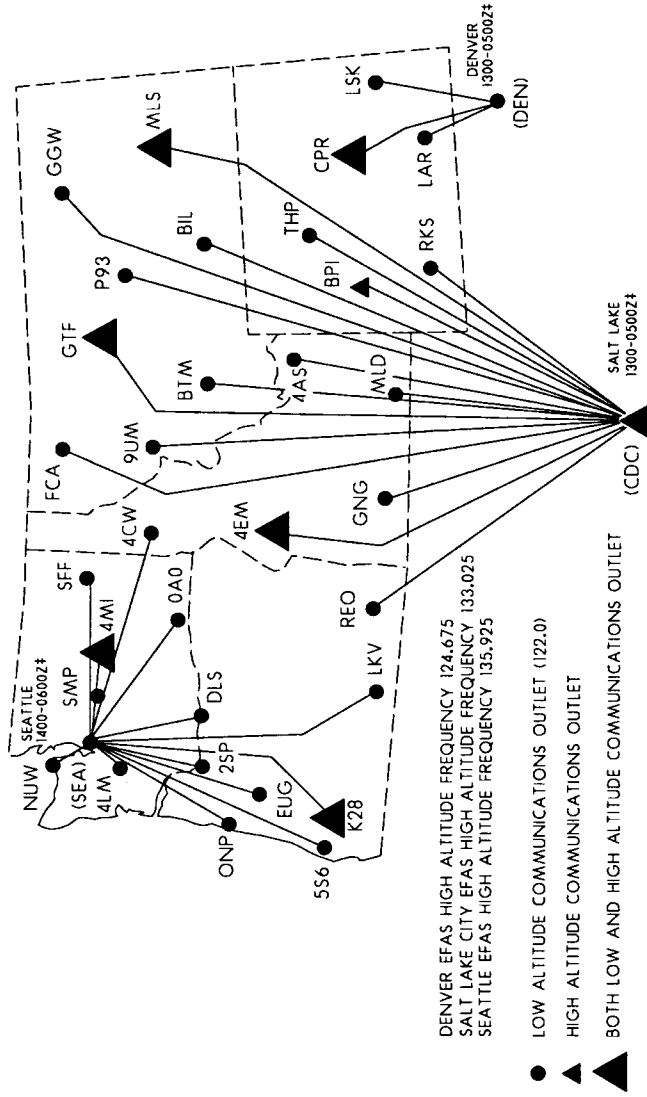 NUW
SEATTLE
1400-0600Z‡
(SEA)
SMP
4MI
SFF
4LM
4CW
0A0
DLS
2SP
ONP
EUG
K28
5S6
LKV
REO
FCA
GTF
GGW
P93
MLS
9UM
BTM
BIL
4EM
4AS
GNG
MLD
BPI
THP
CPR
LSK
LAR
RKS
DENVER
1300-0500Z‡
(DEN)
SALT LAKE
1300-0500Z‡
(CDC)
DENVER EFAS HIGH ALTITUDE FREQUENCY 124.675
SALT LAKE CITY EFAS HIGH ALTITUDE FREQUENCY 133.025
SEATTLE EFAS HIGH ALTITUDE FREQUENCY 135.925
LOW ALTITUDE COMMUNICATIONS OUTLET (122.0)
HIGH ALTITUDE COMMUNICATIONS OUTLET
BOTH LOW AND HIGH ALTITUDE COMMUNICATIONS OUTLET